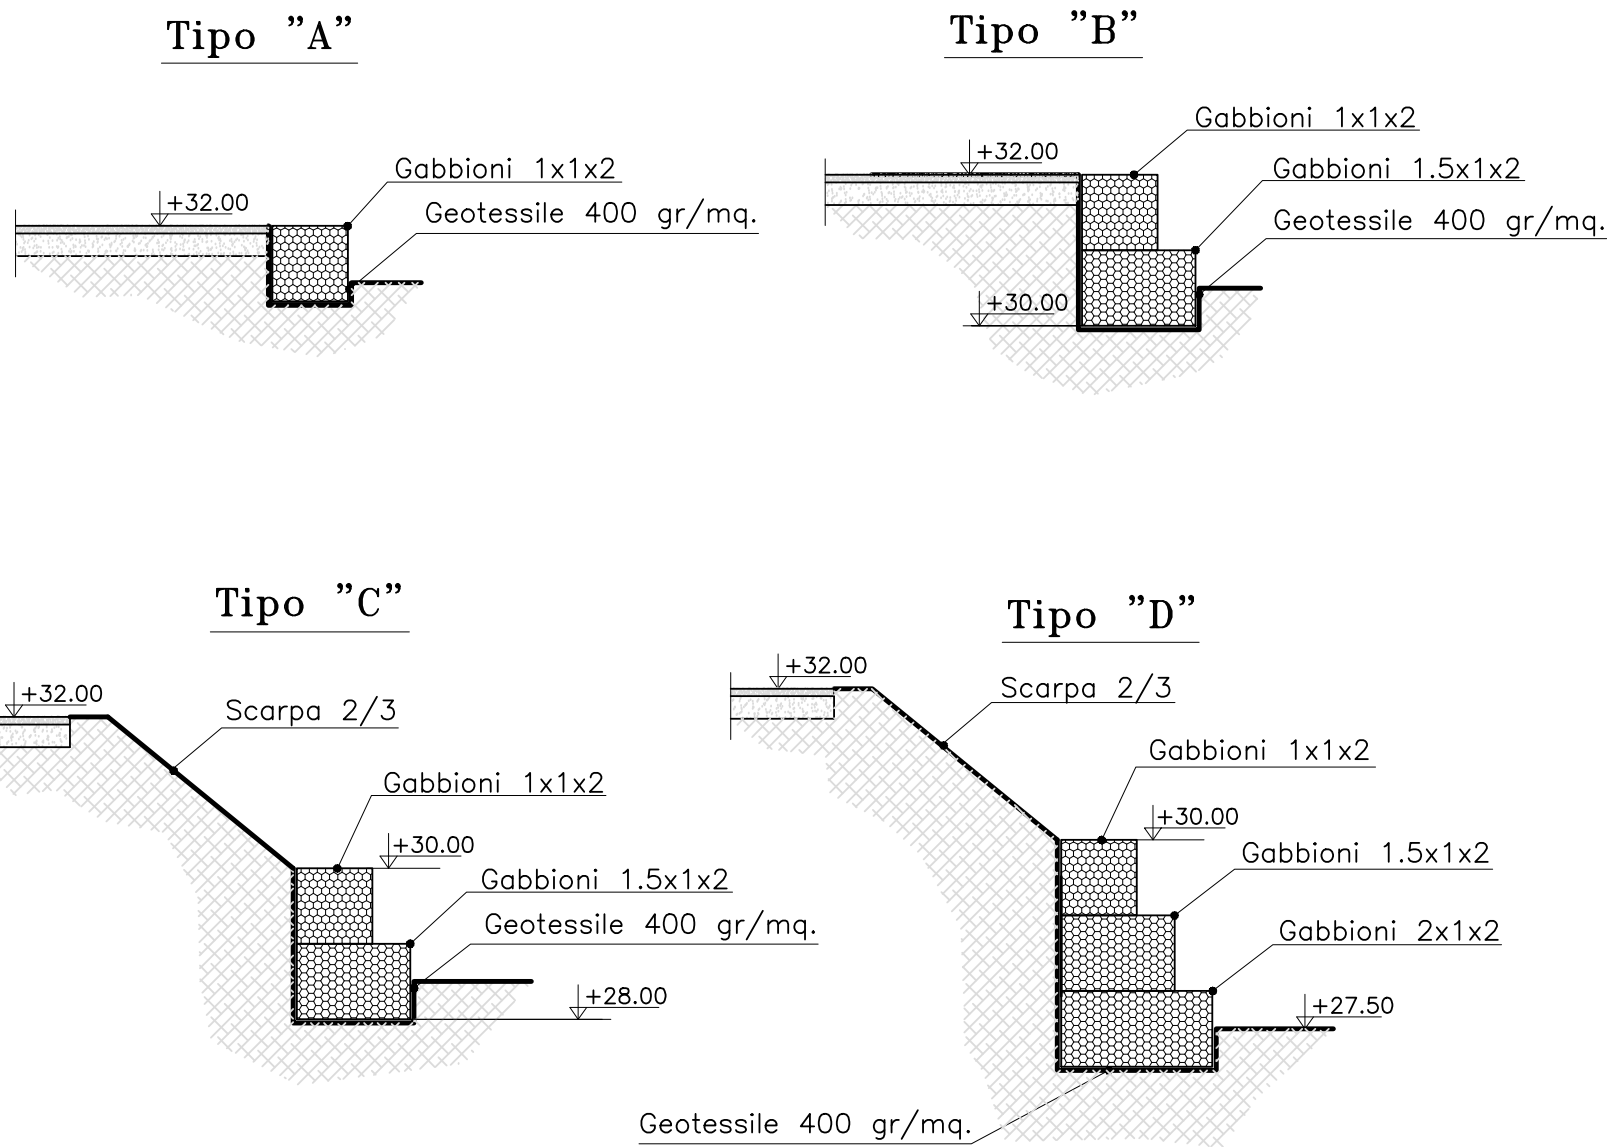 Tipo "A"
Gabbioni 1x1x2
+32.00
Geotessile 400 gr/mq.
Tipo "B"
Gabbioni 1x1x2
+32.00
Gabbioni 1.5x1x2
Geotessile 400 gr/mq.
+30.00
Tipo "C"
+32.00
Scarpa 2/3
Gabbioni 1x1x2
+30.00
Gabbioni 1.5x1x2
Geotessile 400 gr/mq.
+28.00
Tipo "D"
+32.00
Scarpa 2/3
Gabbioni 1x1x2
+30.00
Gabbioni 1.5x1x2
Gabbioni 2x1x2
+27.50
Geotessile 400 gr/mq.